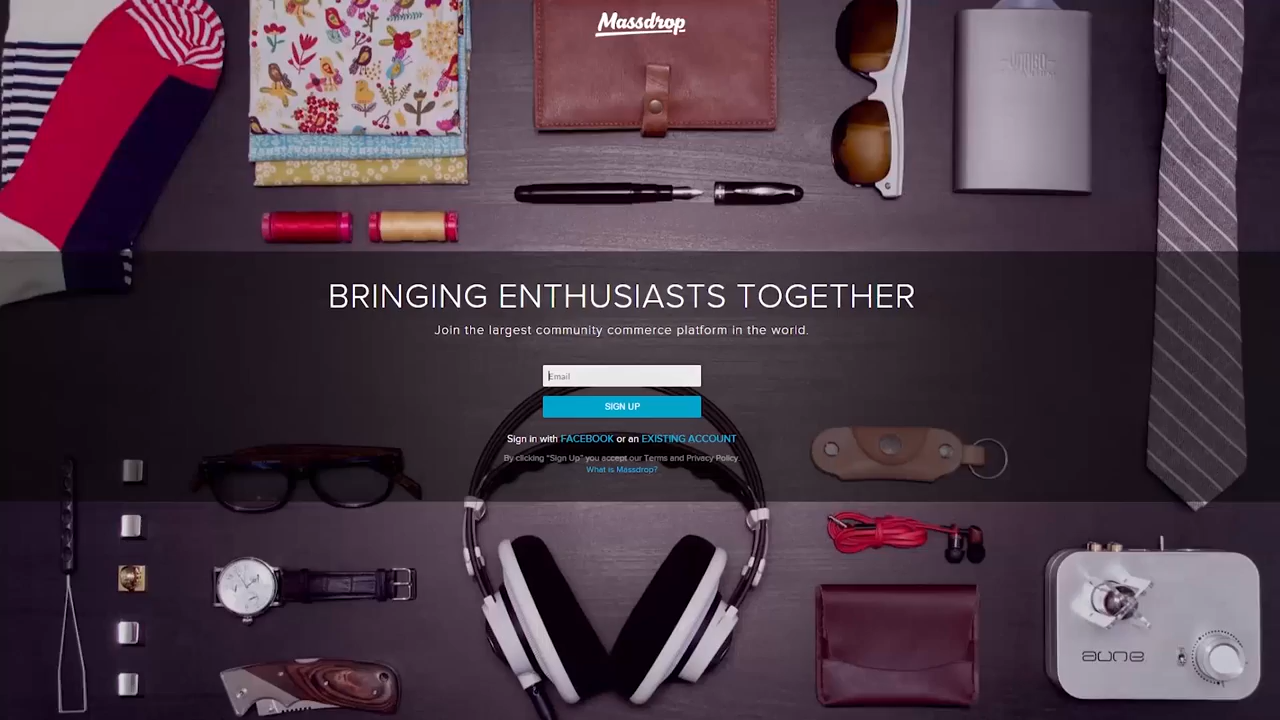 Massdrop
BRINGING ENTHUSIASTS TOGETHER
Join the largest community commerce platform in the world.
Email
SIGN UP
Sign in with FACEBOOK or an EXISTING ACCOUNT
By clicking "Sign Up" you accept our Terms and Privacy Policy.
What is Massdrop?
aune